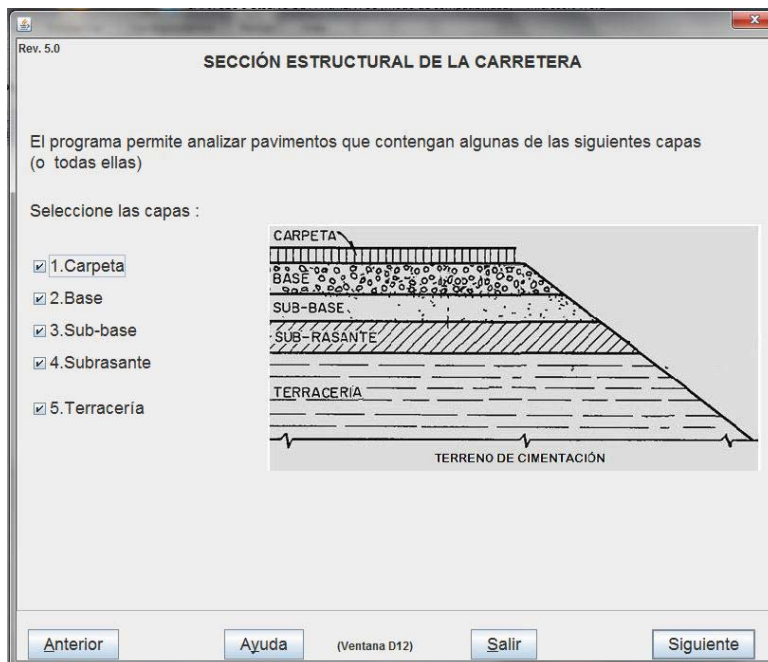 Rev. 5.0
SECCIÓN ESTRUCTURAL DE LA CARRETERA
El programa permite analizar pavimentos que contengan algunas de las siguientes capas
(o todas ellas)
Seleccione las capas :
1.Carpeta
2.Base
3.Sub-base
4.Subrasante
5.Terracería
CARPETA
BASE
SUB-BASE
SUB-RASANTE
TERRACERÍA
TERRENO DE CIMENTACIÓN
Anterior
Ayuda
(Ventana D12)
Salir
Siguiente